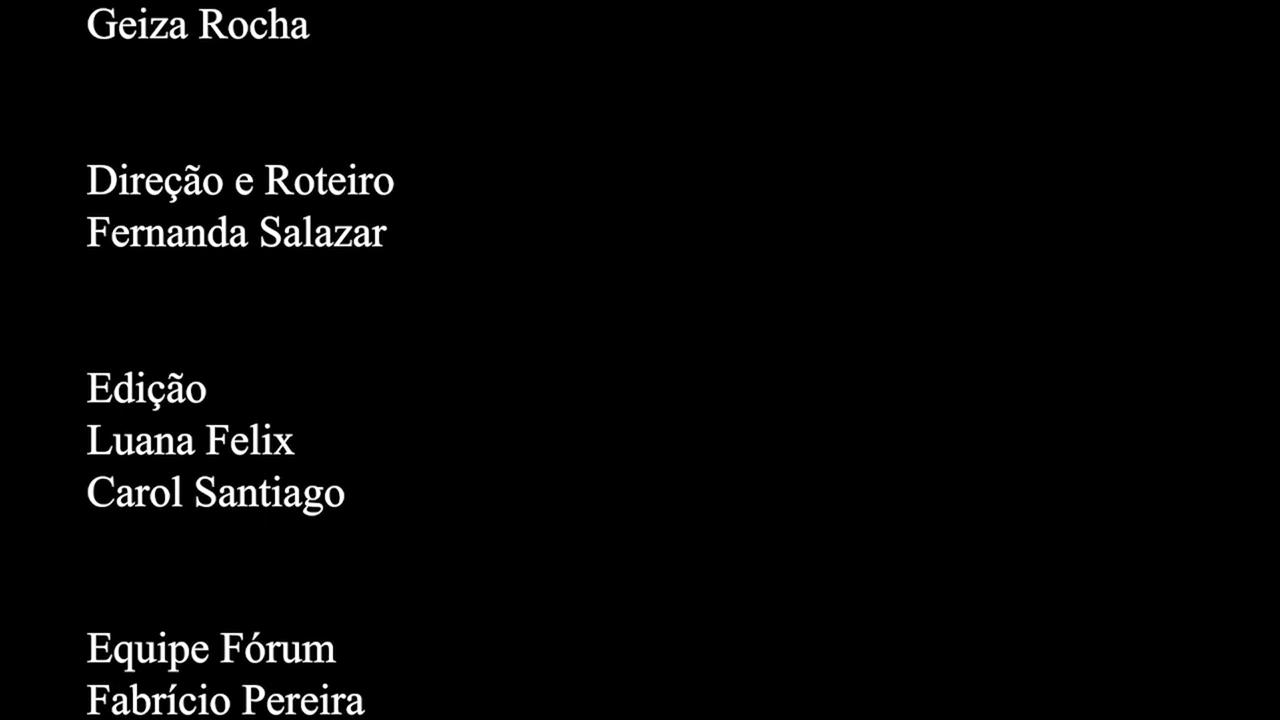 Geiza Rocha
Direção e Roteiro
Fernanda Salazar
Edição
Luana Felix
Carol Santiago
Equipe Fórum
Fabrício Pereira